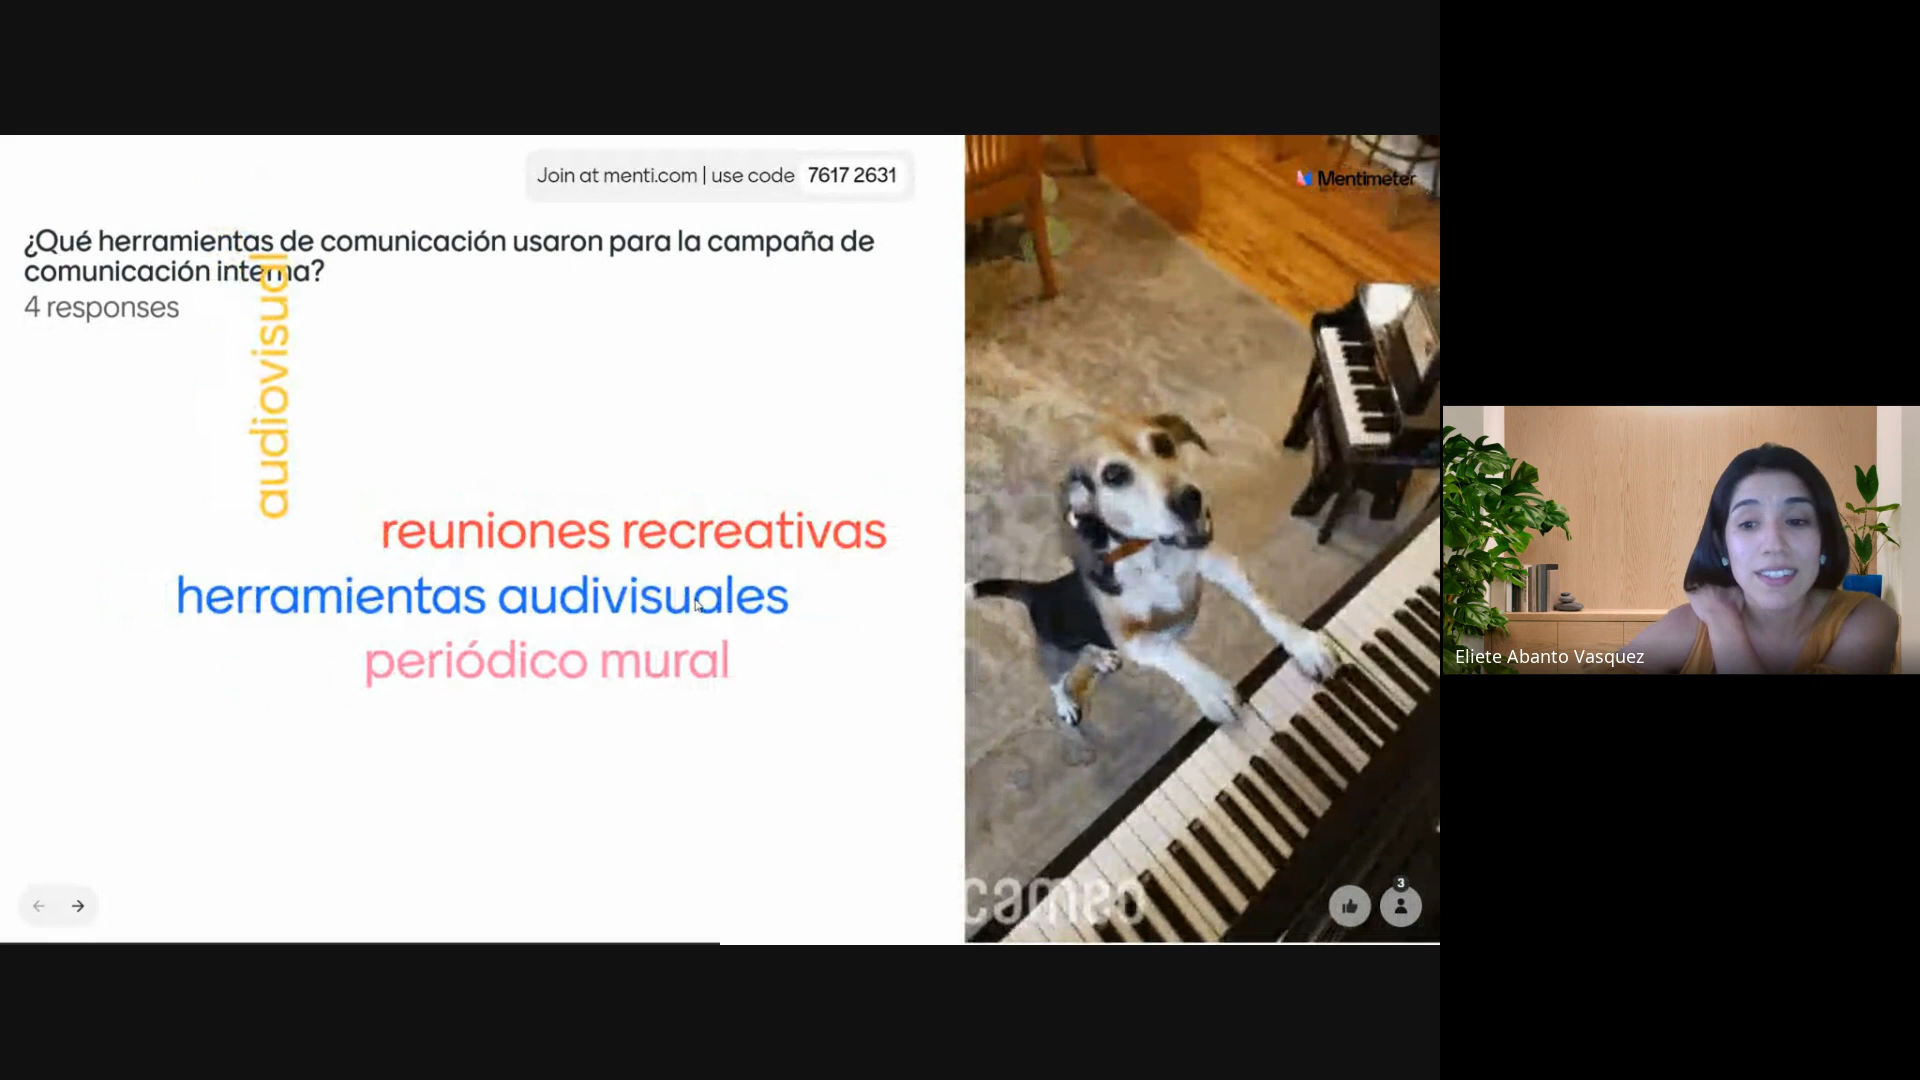 Join at menti.com | use code 7617 2631
Mentimeter
¿Qué herramientas de comunicación usaron para la campaña de
comunicación interna?
4 responses
audiovisual
reuniones recreativas
herramientas audivisuales
periódico mural
Eliete Abanto Vasquez
cameo
3